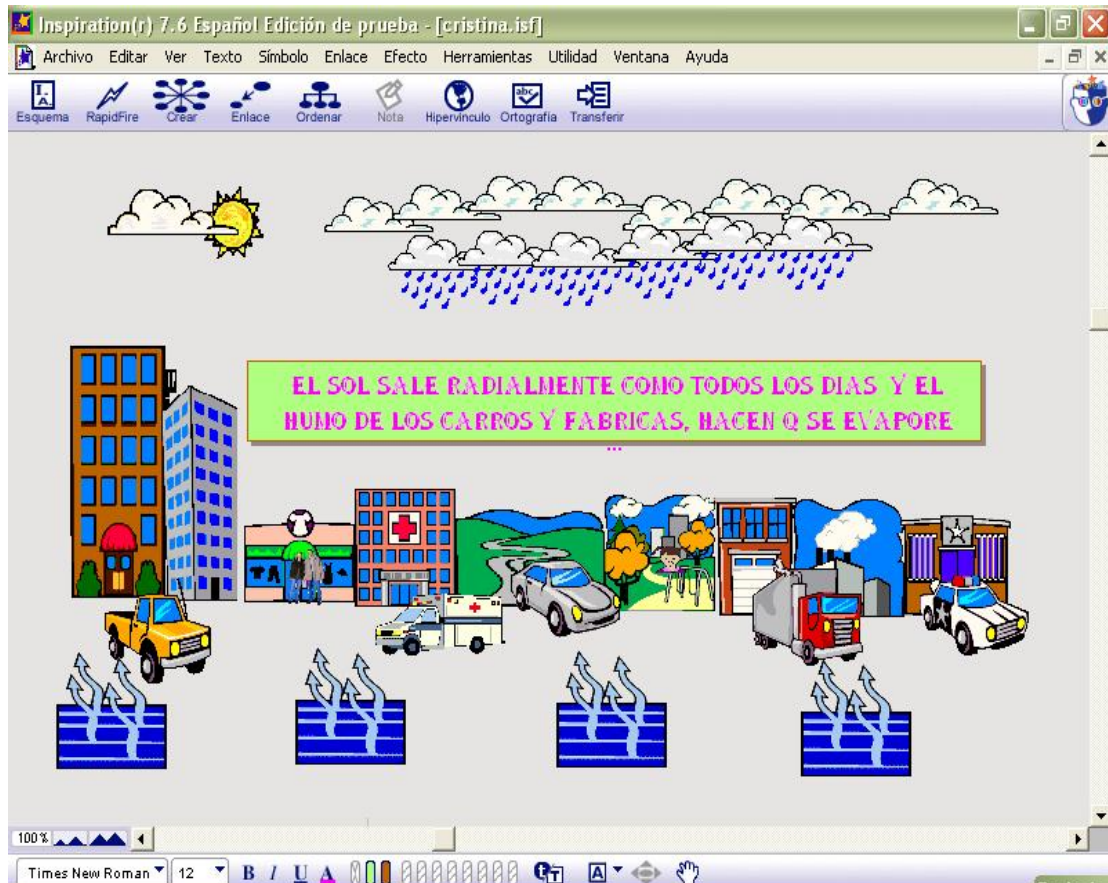 Inspiration(r) 7.6 Español Edición de prueba - [cristina.isf]
Archivo Editar Ver Texto Símbolo Enlace Efecto Herramientas Utilidad Ventana Ayuda
I. A.
abc
Esquema RapidFire Crear Enlace Ordenar Nota Hipervínculo Ortografía Transferir
EL SOL SALE RADIALMENTE COMO TODOS LOS DIAS Y EL
HUMO DE LOS CARROS Y FABRICAS, HACEN Q SE EVAPORE
...
100%
Times New Roman 12 B I U A A